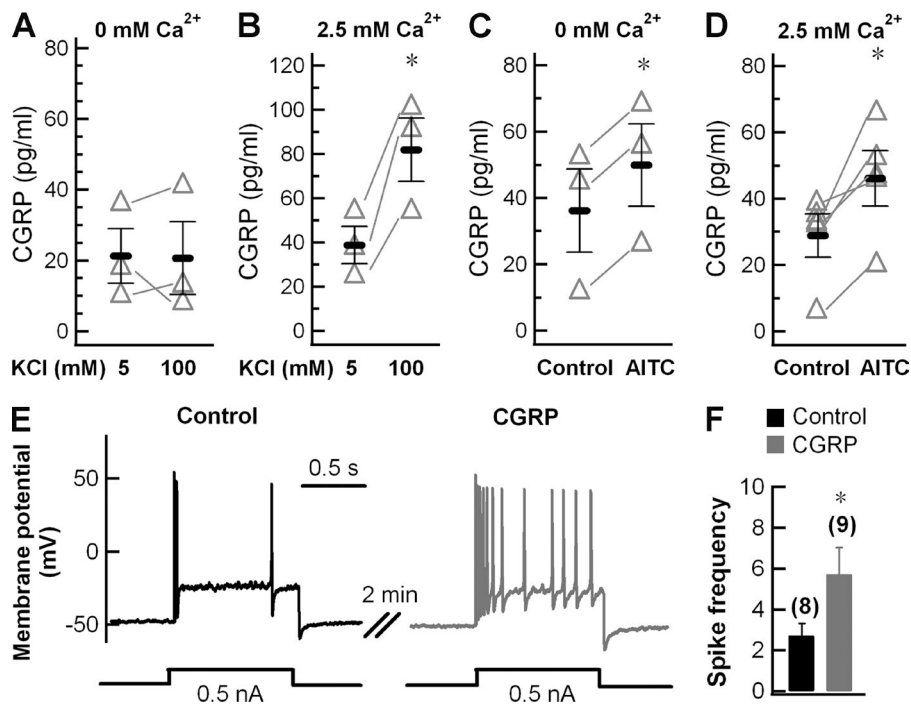 A
0 mM Ca2+
CGRP (pg/ml)
80
60
40
20
0
KCl (mM) 5 100
B
2.5 mM Ca2+
*
CGRP (pg/ml)
120
100
80
60
40
20
0
KCl (mM) 5 100
C
0 mM Ca2+
*
CGRP (pg/ml)
80
60
40
20
0
Control AITC
D
2.5 mM Ca2+
*
CGRP (pg/ml)
80
60
40
20
0
Control AITC
E
Control
CGRP
Membrane potential
(mV)
50
0
-50
0.5 s
2 min
0.5 nA
0.5 nA
F
Control
CGRP
Spike frequency
10
8
6
4
2
0
(8)
*
(9)